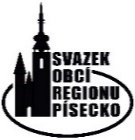 SVAZEK
OBCÍ
REGIONU
PÍSECKO